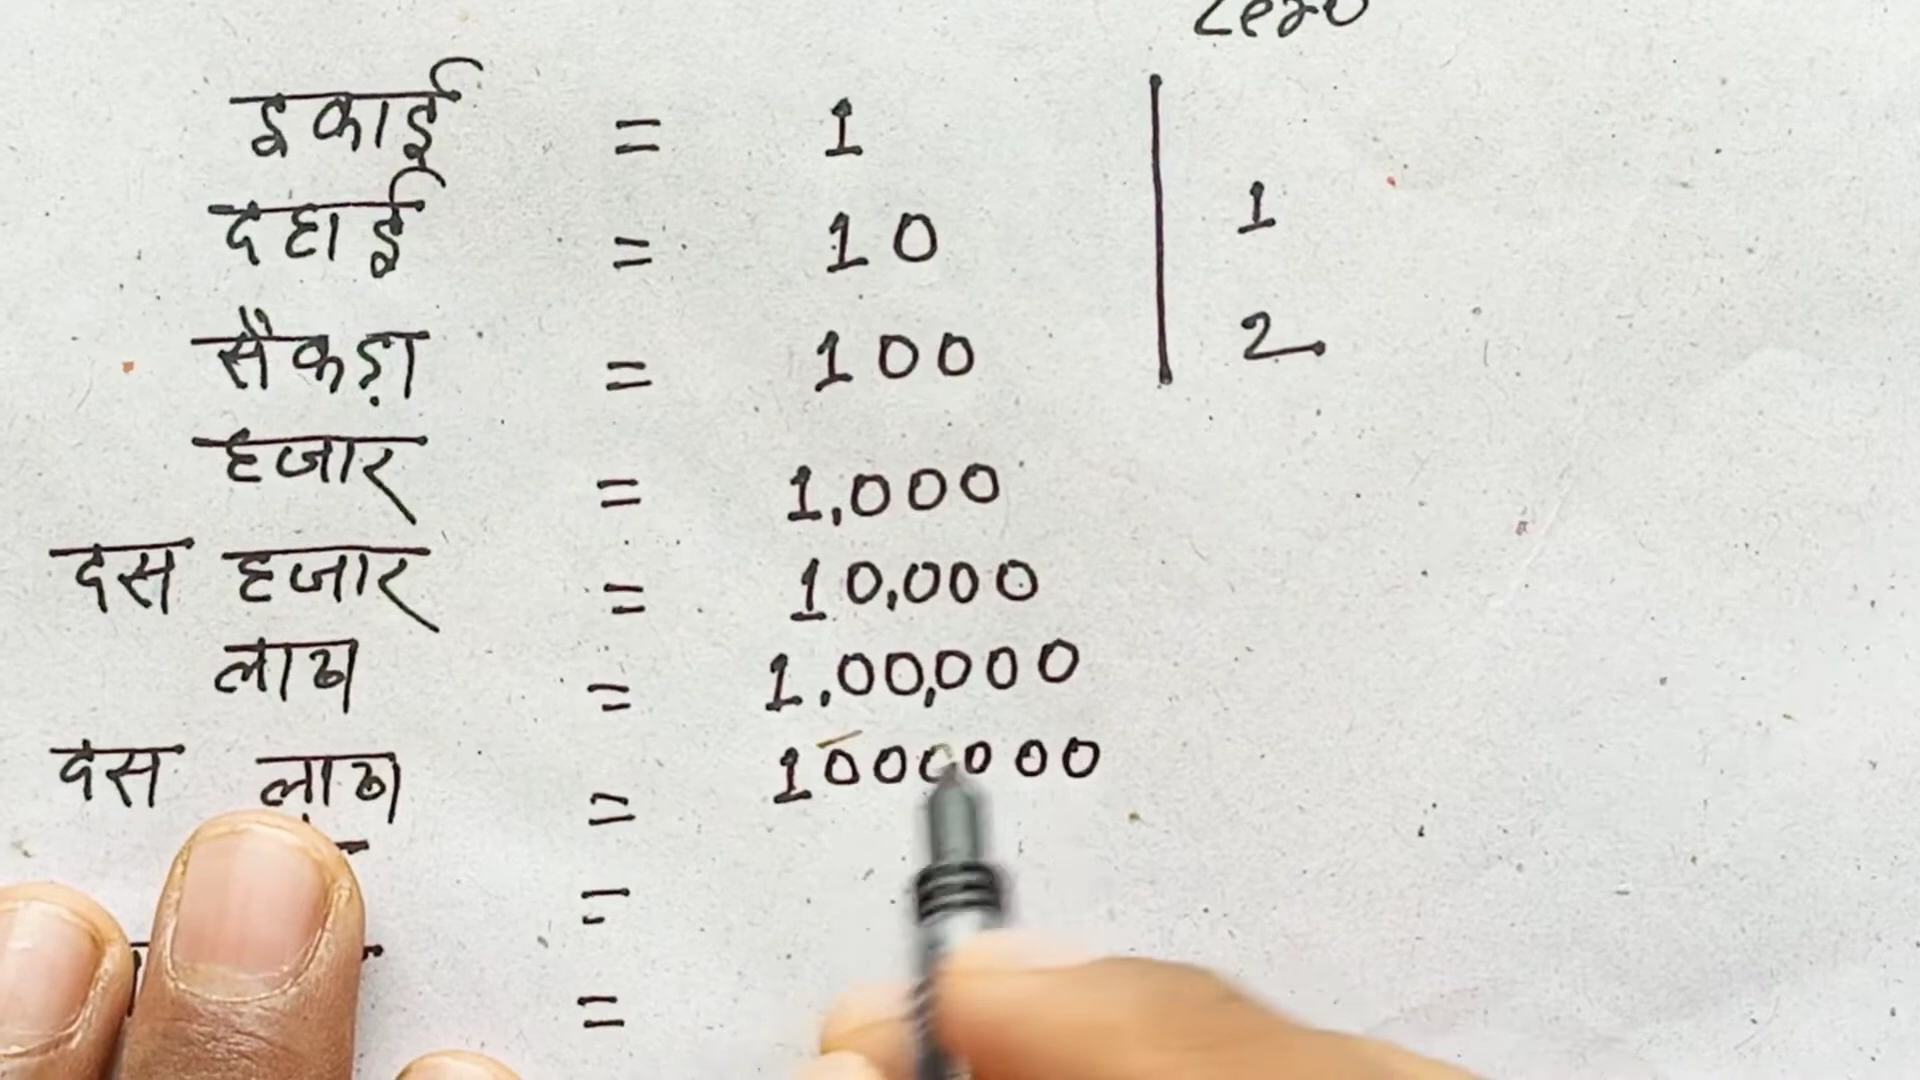 Zero
इकाई = 1
दहाई = 10 1
सैकड़ा = 100 2
हजार = 1,000
दस हजार = 10,000
लाख = 1,00,000
दस लाख = 1000000
=
=